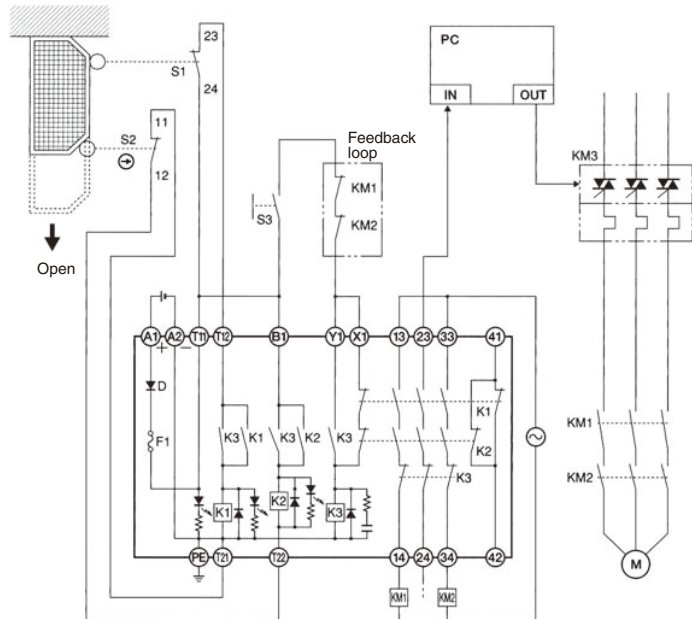 23
PC
S1
24
IN OUT
11
Feedback
loop
S2
KM3
12
KM1
S3
KM2
Open
A1 A2 T11 T12 B1 Y1 X1 13 23 33 41
+ −
D
K1
F1
K3 K1 K3 K2 K3 K2
KM1
K3
KM2
K1 K2 K3
PE T21 T22 14 24 34 42
M
KM1 KM2